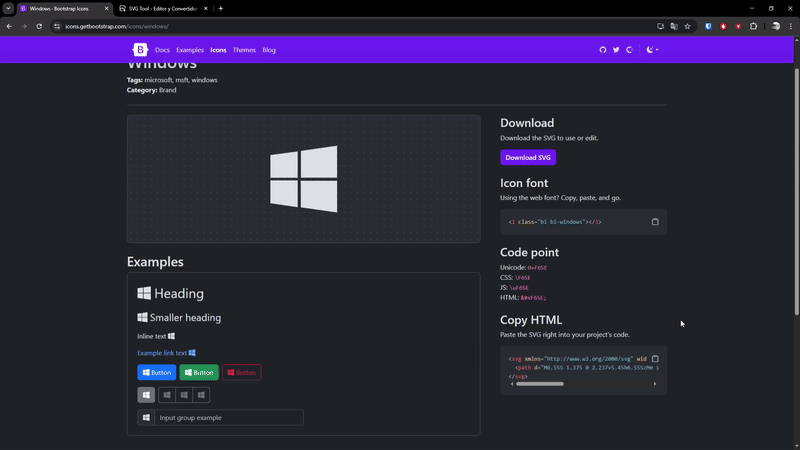 Windows - Bootstrap Icons
SVG Tool - Editor y Convertido
icons.getbootstrap.com/icons/windows/
B
Docs
Examples
Icons
Themes
Blog
Windows
Tags: microsoft, msft, windows
Category: Brand
Download
Download the SVG to use or edit.
Download SVG
Icon font
Using the web font? Copy, paste, and go.
<i class="bi bi-windows"></i>
Code point
Unicode: U+F65E
CSS: \F65E
JS: \uF65E
HTML: &#xF65E;
Copy HTML
Paste the SVG right into your project's code.
<svg xmlns="http://www.w3.org/2000/svg" wid
<path d="M6.555 1.375 0 2.237v5.45h6.555zM0 1
</svg>
Examples
Heading
Smaller heading
Inline text
Example link text
Button
Button
Button
Input group example